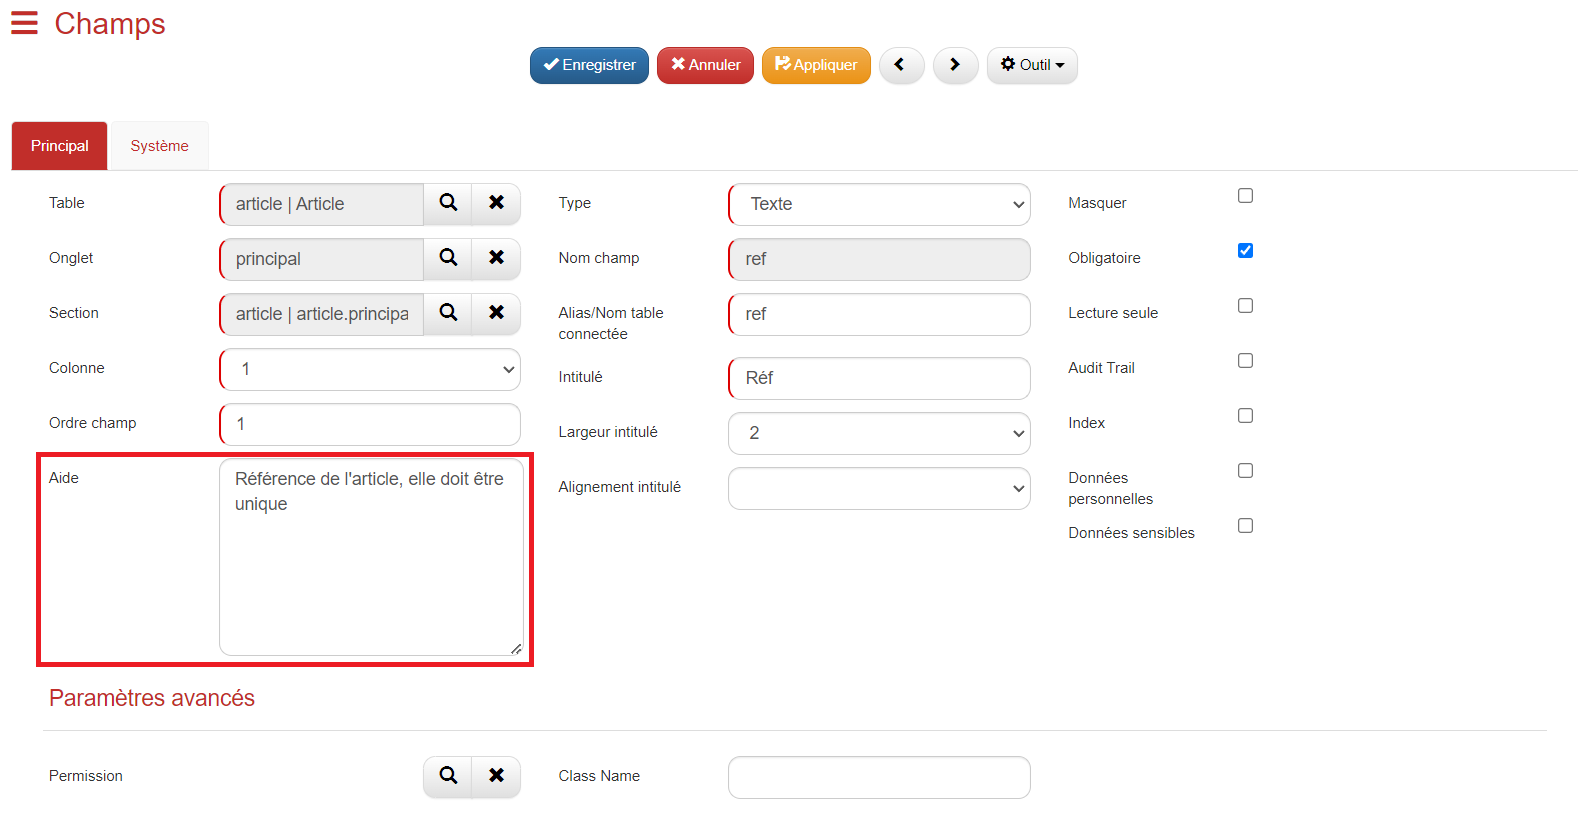 Champs
Enregistrer
Annuler
Appliquer
Outil
Principal
Système
Table
article | Article
Onglet
principal
Section
article | article.principa
Colonne
1
Ordre champ
1
Aide
Référence de l'article, elle doit être
unique
Type
Texte
Nom champ
ref
Alias/Nom table
connectée
ref
Intitulé
Réf
Largeur intitulé
2
Alignement intitulé
Masquer
Obligatoire
Lecture seule
Audit Trail
Index
Données
personnelles
Données sensibles
Paramètres avancés
Permission
Class Name